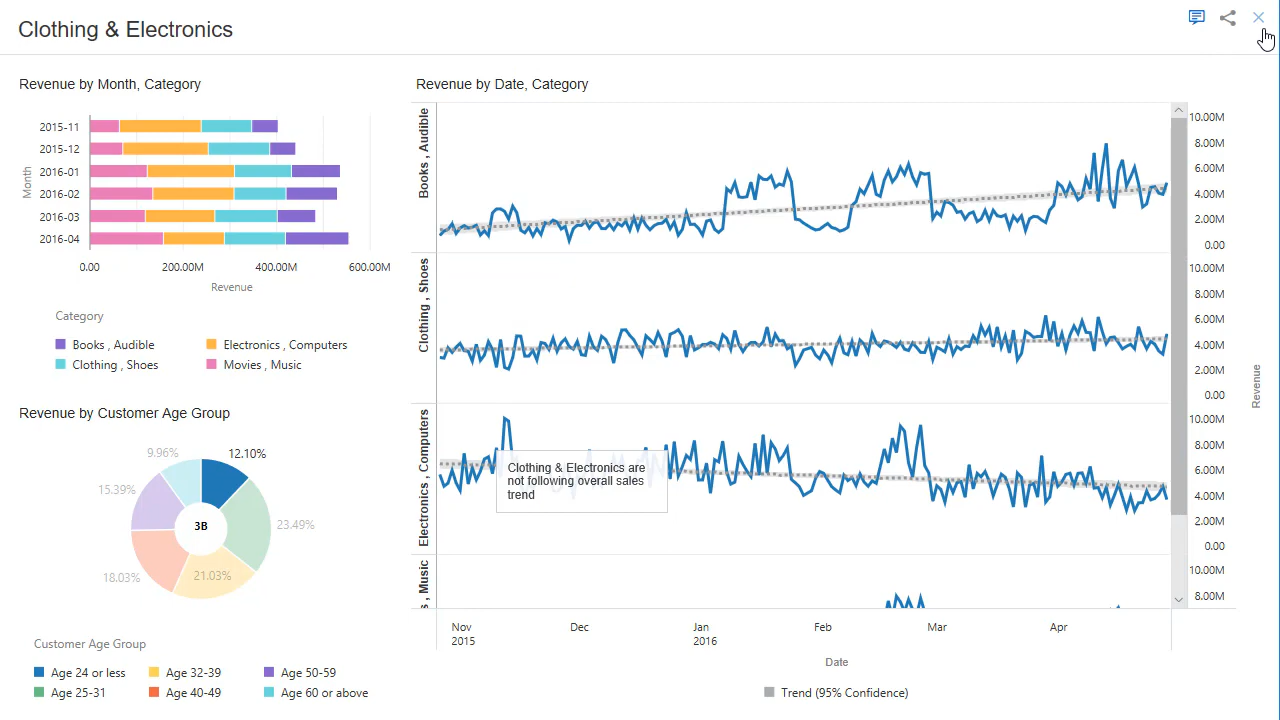 Clothing & Electronics
Revenue by Month, Category
Month
2015-11
2015-12
2016-01
2016-02
2016-03
2016-04
0.00
200.00M
400.00M
600.00M
Revenue
Category
Books , Audible
Electronics , Computers
Clothing , Shoes
Movies , Music
Revenue by Customer Age Group
9.96%
12.10%
15.39%
3B
23.49%
18.03%
21.03%
Customer Age Group
Age 24 or less
Age 32-39
Age 50-59
Age 25-31
Age 40-49
Age 60 or above
Revenue by Date, Category
Books , Audible
10.00M
8.00M
6.00M
4.00M
2.00M
0.00
Clothing , Shoes
10.00M
8.00M
6.00M
4.00M
2.00M
0.00
Revenue
Electronics , Computers
10.00M
8.00M
6.00M
4.00M
2.00M
0.00
Clothing & Electronics are
not following overall sales
trend
, Music
10.00M
8.00M
Nov
2015
Dec
Jan
2016
Feb
Mar
Apr
Date
Trend (95% Confidence)